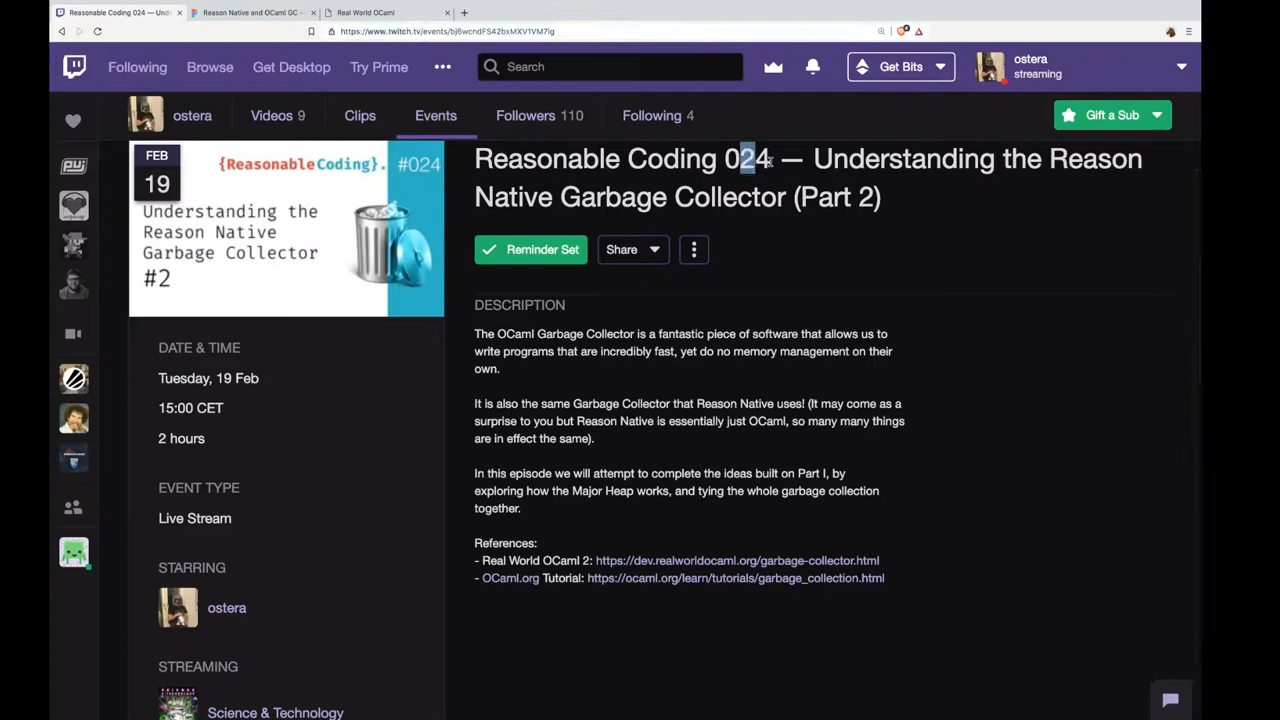 Reasonable Coding 024 — Und
Reason Native and OCaml GC -
Real World OCaml
https://www.twitch.tv/events/bj6wcndFS42bxMXV1VM7Ig
Following
Browse
Get Desktop
Try Prime
Search
Get Bits
ostera
streaming
ostera
Videos 9
Clips
Events
Followers 110
Following 4
Gift a Sub
FEB
19
{ReasonableCoding}. #024
Understanding the
Reason Native
Garbage Collector
#2
Reasonable Coding 024 — Understanding the Reason
Native Garbage Collector (Part 2)
Reminder Set
Share
DESCRIPTION
The OCaml Garbage Collector is a fantastic piece of software that allows us to
write programs that are incredibly fast, yet do no memory management on their
own.
It is also the same Garbage Collector that Reason Native uses! (It may come as a
surprise to you but Reason Native is essentially just OCaml, so many many things
are in effect the same).
In this episode we will attempt to complete the ideas built on Part I, by
exploring how the Major Heap works, and tying the whole garbage collection
together.
References:
- Real World OCaml 2: https://dev.realworldocaml.org/garbage-collector.html
- OCaml.org Tutorial: https://ocaml.org/learn/tutorials/garbage_collection.html
DATE & TIME
Tuesday, 19 Feb
15:00 CET
2 hours
EVENT TYPE
Live Stream
STARRING
ostera
STREAMING
Science & Technology